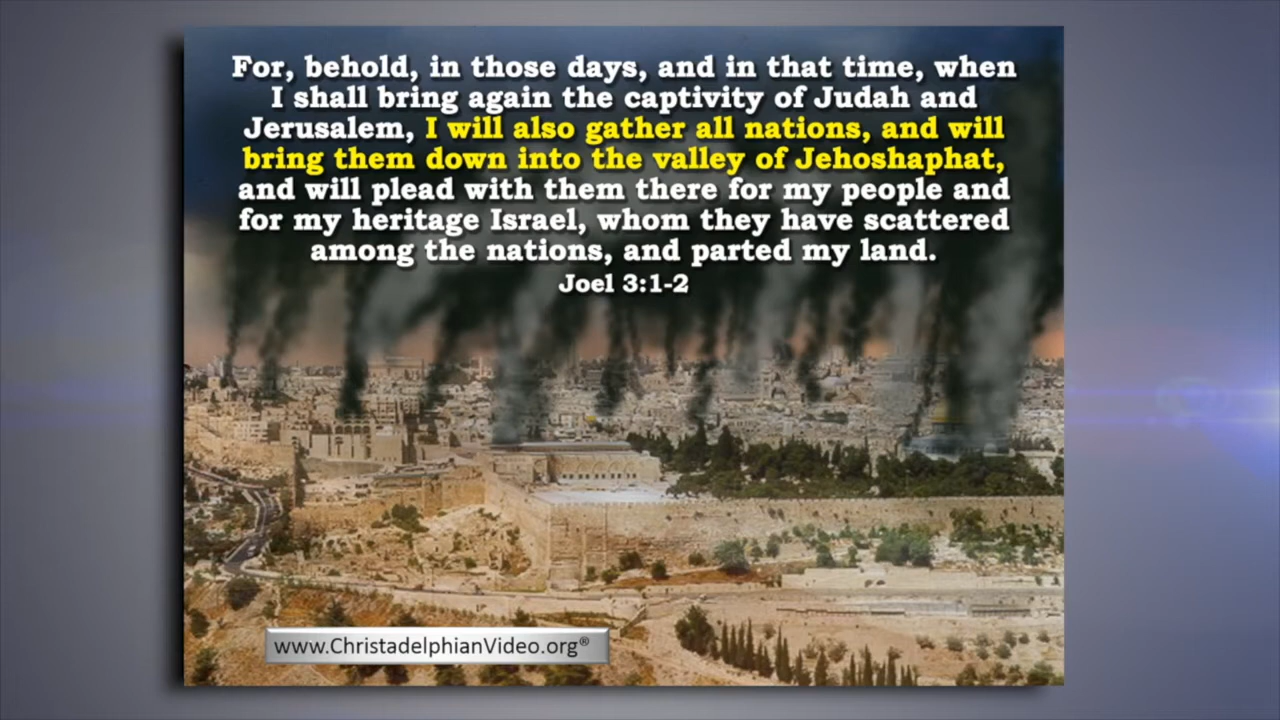 For, behold, in those days, and in that time, when
I shall bring again the captivity of Judah and
Jerusalem, I will also gather all nations, and will
bring them down into the valley of Jehoshaphat,
and will plead with them there for my people and
for my heritage Israel, whom they have scattered
among the nations, and parted my land.
Joel 3:1-2
www.ChristadelphianVideo.org®